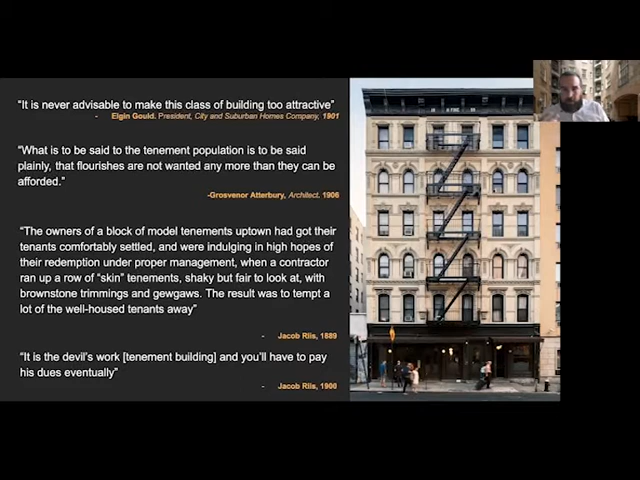 "It is never advisable to make this class of building too attractive"
- Elgin Gould. President, City and Suburban Homes Company, 1901
"What is to be said to the tenement population is to be said
plainly, that flourishes are not wanted any more than they can be
afforded."
-Grosvenor Atterbury, Architect. 1906
"The owners of a block of model tenements uptown had got their
tenants comfortably settled, and were indulging in high hopes of
their redemption under proper management, when a contractor
ran up a row of "skin" tenements, shaky but fair to look at, with
brownstone trimmings and gewgaws. The result was to tempt a
lot of the well-housed tenants away"
- Jacob Riis, 1889
"It is the devil's work [tenement building] and you'll have to pay
his dues eventually"
- Jacob Riis, 1900